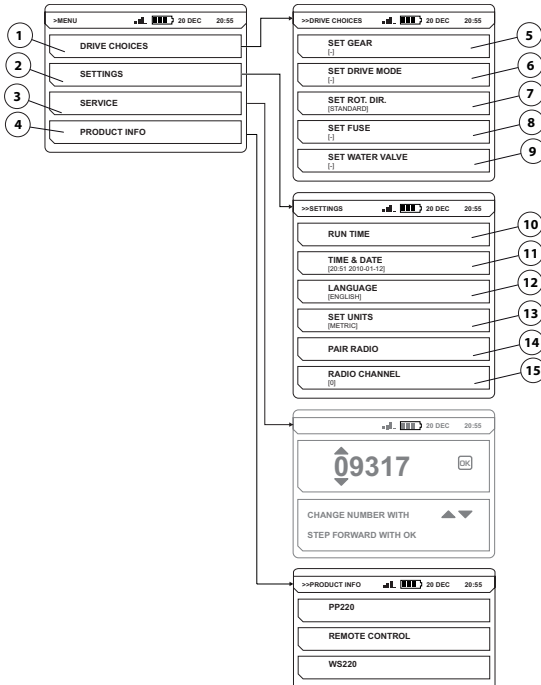 >MENU 20 DEC 20:55
1 DRIVE CHOICES
2 SETTINGS
3 SERVICE
4 PRODUCT INFO
>>DRIVE CHOICES 20 DEC 20:55
SET GEAR 5
[-]
SET DRIVE MODE 6
[-]
SET ROT. DIR. 7
[STANDARD]
SET FUSE 8
[-]
SET WATER VALVE 9
[-]
>>SETTINGS 20 DEC 20:55
RUN TIME 10
TIME & DATE 11
[20:51 2010-01-12]
LANGUAGE 12
[ENGLISH]
SET UNITS 13
[METRIC]
PAIR RADIO 14
RADIO CHANNEL 15
[0]
20 DEC 20:55
09317 OK
CHANGE NUMBER WITH
STEP FORWARD WITH OK
>>PRODUCT INFO 20 DEC 20:55
PP220
REMOTE CONTROL
WS220